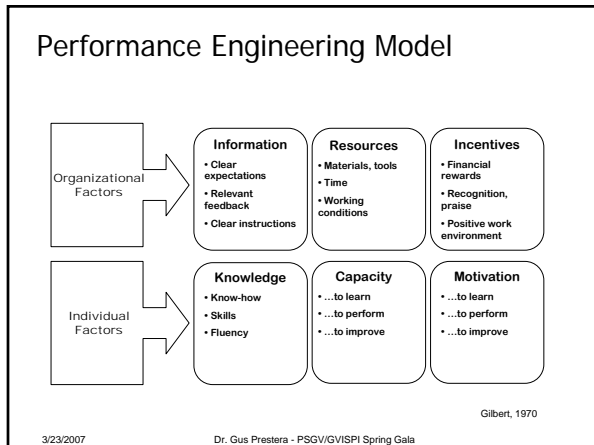 Performance Engineering Model
Organizational
Factors
Information
• Clear
expectations
• Relevant
feedback
• Clear instructions
Resources
• Materials, tools
• Time
• Working
conditions
Incentives
• Financial
rewards
• Recognition,
praise
• Positive work
environment
Individual
Factors
Knowledge
• Know-how
• Skills
• Fluency
Capacity
• ...to learn
• ...to perform
• ...to improve
Motivation
• ...to learn
• ...to perform
• ...to improve
Gilbert, 1970
3/23/2007
Dr. Gus Prestera - PSGV/GVISPI Spring Gala